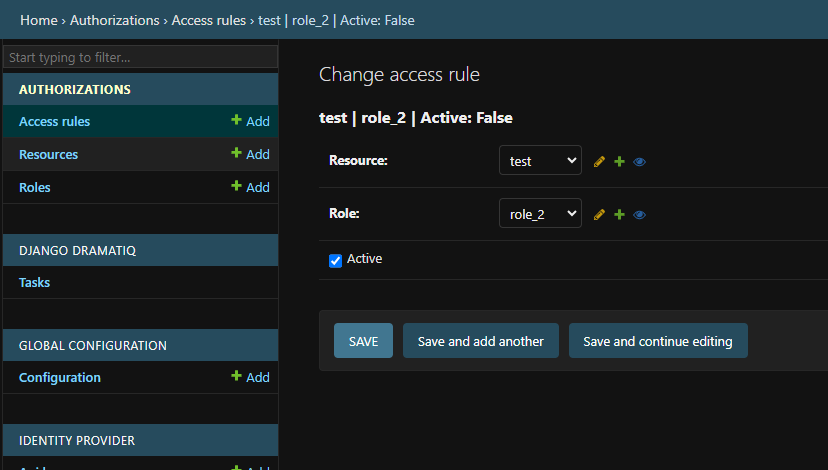 Home › Authorizations › Access rules › test | role_2 | Active: False
Start typing to filter...
AUTHORIZATIONS
Access rules + Add
Resources + Add
Roles + Add
DJANGO DRAMATIQ
Tasks
GLOBAL CONFIGURATION
Configuration + Add
IDENTITY PROVIDER
Change access rule
test | role_2 | Active: False
Resource: test
Role: role_2
Active
SAVE Save and add another Save and continue editing